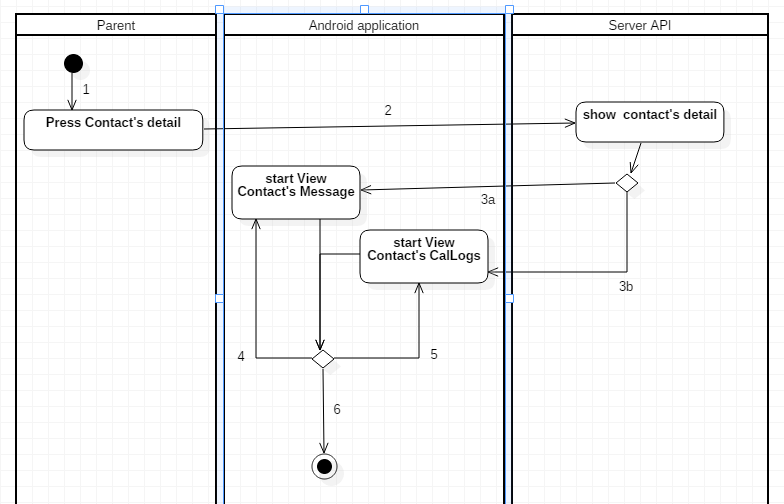 Parent
Android application
Server API
1
Press Contact's detail
2
show  contact's detail
start View
Contact's Message
3a
start View
Contact's CalLogs
3b
4
5
6